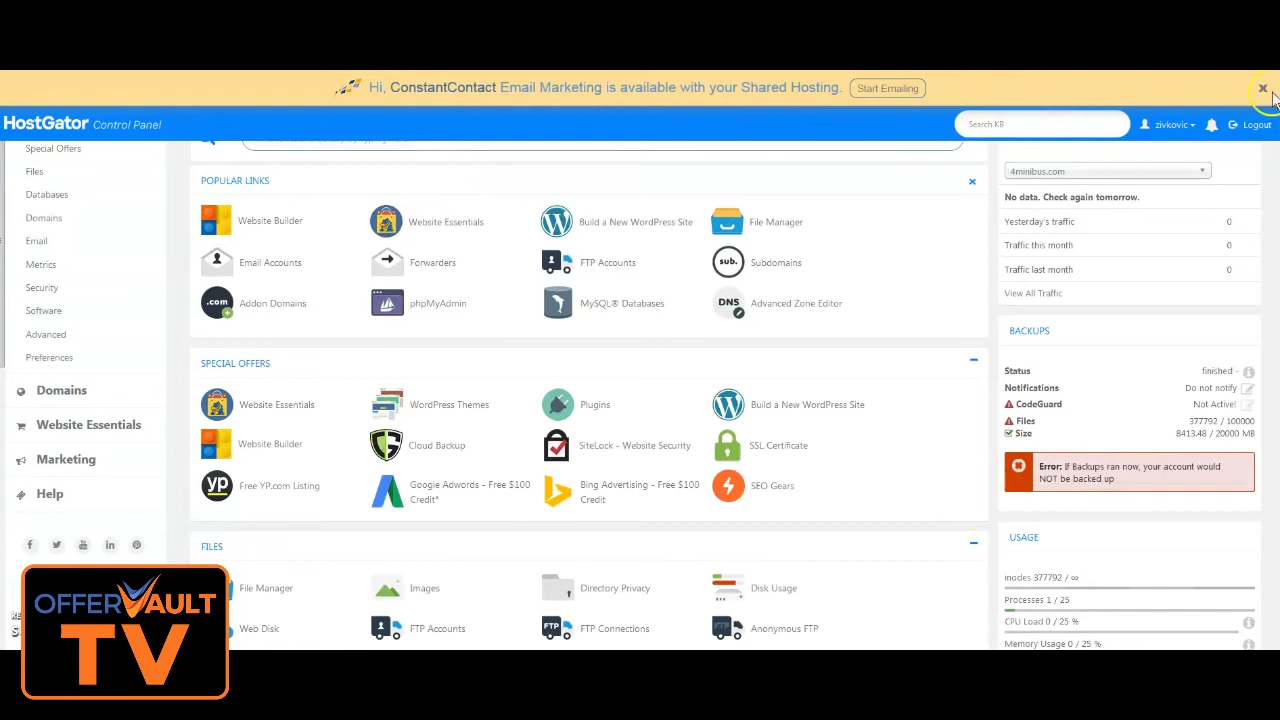 Hi, ConstantContact Email Marketing is available with your Shared Hosting. Start Emailing
HostGator Control Panel
Search KB
zivkovic
Logout
Special Offers
Files
Databases
Domains
Email
Metrics
Security
Software
Advanced
Preferences
Domains
Website Essentials
Marketing
Help
POPULAR LINKS
Website Builder
Website Essentials
Build a New WordPress Site
File Manager
Email Accounts
Forwarders
FTP Accounts
sub.
Subdomains
.com
Addon Domains
phpMyAdmin
MySQL® Databases
DNS
Advanced Zone Editor
SPECIAL OFFERS
Website Essentials
WordPress Themes
Plugins
Build a New WordPress Site
Website Builder
Cloud Backup
SiteLock - Website Security
SSL Certificate
yp
Free YP.com Listing
Google Adwords - Free $100
Credit*
Bing Advertising - Free $100
Credit
SEO Gears
FILES
File Manager
Images
Directory Privacy
Disk Usage
Web Disk
FTP
FTP Accounts
FTP
FTP Connections
FTP
Anonymous FTP
4minibus.com
No data. Check again tomorrow.
Yesterday's traffic 0
Traffic this month 0
Traffic last month 0
View All Traffic
BACKUPS
Status finished -
Notifications Do not notify
CodeGuard Not Active!
Files 377792 / 100000
Size 8413.48 / 20000 MB
Error: If Backups ran now, your account would
NOT be backed up
USAGE
inodes 377792 / ∞
Processes 1 / 25
CPU Load 0 / 25 %
Memory Usage 0 / 25 %
OFFERVAULT
TV